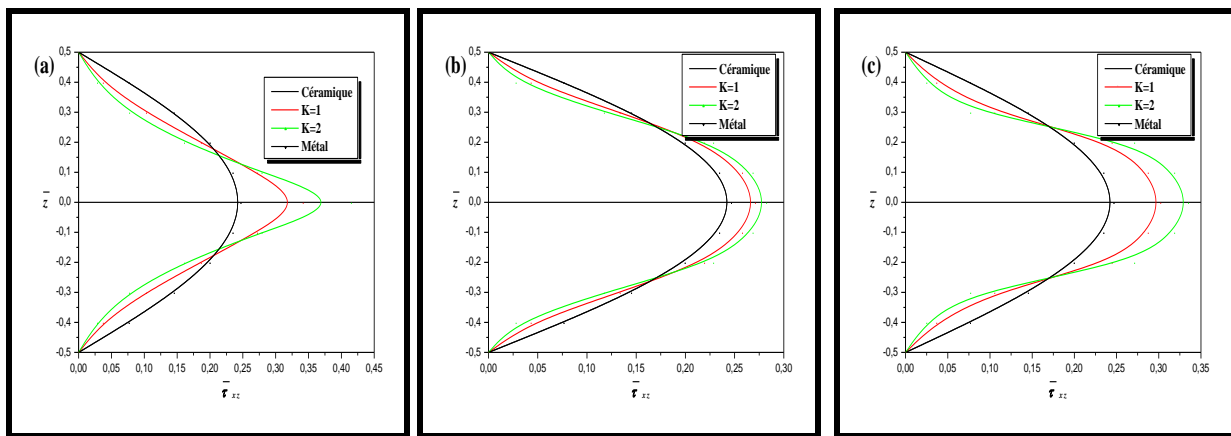 (a)
Céramique
K=1
K=2
Métal
0,5
0,4
0,3
0,2
0,1
0,0
-0,1
-0,2
-0,3
-0,4
-0,5
z
0,00 0,05 0,10 0,15 0,20 0,25 0,30 0,35 0,40 0,45
τ xz
(b)
Céramique
K=1
K=2
Métal
0,5
0,4
0,3
0,2
0,1
0,0
-0,1
-0,2
-0,3
-0,4
-0,5
z
0,00 0,05 0,10 0,15 0,20 0,25 0,30
τ xz
(c)
Céramique
K=1
K=2
Métal
0,5
0,4
0,3
0,2
0,1
0,0
-0,1
-0,2
-0,3
-0,4
-0,5
z
0,00 0,05 0,10 0,15 0,20 0,25 0,30 0,35
τ xz